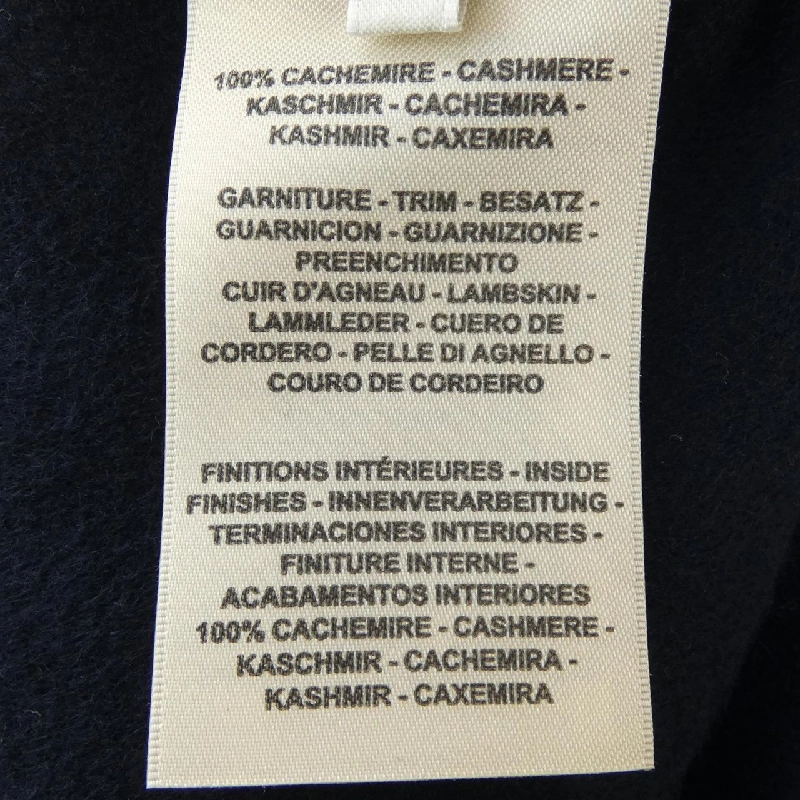 100% CACHEMIRE - CASHMERE -
KASCHMIR - CACHEMIRA -
KASHMIR - CAXEMIRA
GARNITURE - TRIM - BESATZ -
GUARNICION - GUARNIZIONE -
PREENCHIMENTO
CUIR D'AGNEAU - LAMBSKIN -
LAMMLEDER - CUERO DE
CORDERO - PELLE DI AGNELLO -
COURO DE CORDEIRO
FINITIONS INTÉRIEURES - INSIDE
FINISHES - INNENVERARBEITUNG -
TERMINACIONES INTERIORES -
FINITURE INTERNE -
ACABAMENTOS INTERIORES
100% CACHEMIRE - CASHMERE -
KASCHMIR - CACHEMIRA -
KASHMIR - CAXEMIRA